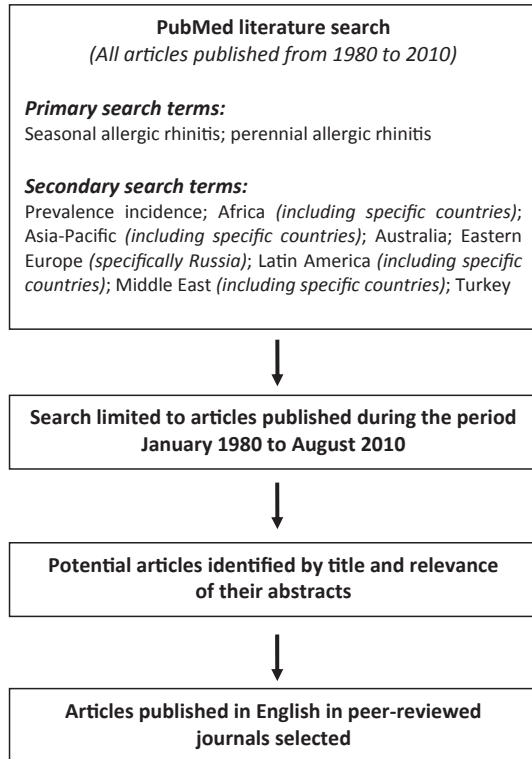 PubMed literature search
(All articles published from 1980 to 2010)
Primary search terms:
Seasonal allergic rhinitis; perennial allergic rhinitis
Secondary search terms:
Prevalence incidence; Africa (including specific countries);
Asia-Pacific (including specific countries); Australia; Eastern
Europe (specifically Russia); Latin America (including specific
countries); Middle East (including specific countries); Turkey
Search limited to articles published during the period
January 1980 to August 2010
Potential articles identified by title and relevance
of their abstracts
Articles published in English in peer-reviewed
journals selected